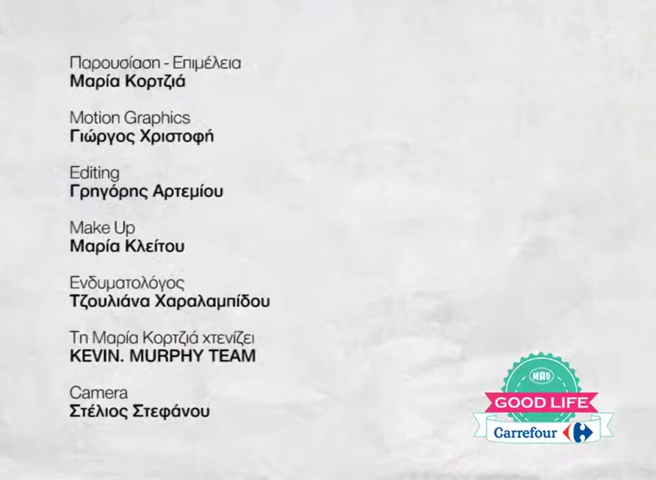 Παρουσίαση - Επιμέλεια
Μαρία Κορτζιά
Motion Graphics
Γιώργος Χριστοφή
Editing
Γρηγόρης Αρτεμίου
Make Up
Μαρία Κλείτου
Ενδυματολόγος
Τζουλιάνα Χαραλαμπίδου
Τη Μαρία Κορτζιά χτενίζει
KEVIN. MURPHY TEAM
Camera
Στέλιος Στεφάνου
MAD
GOOD LIFE
Carrefour